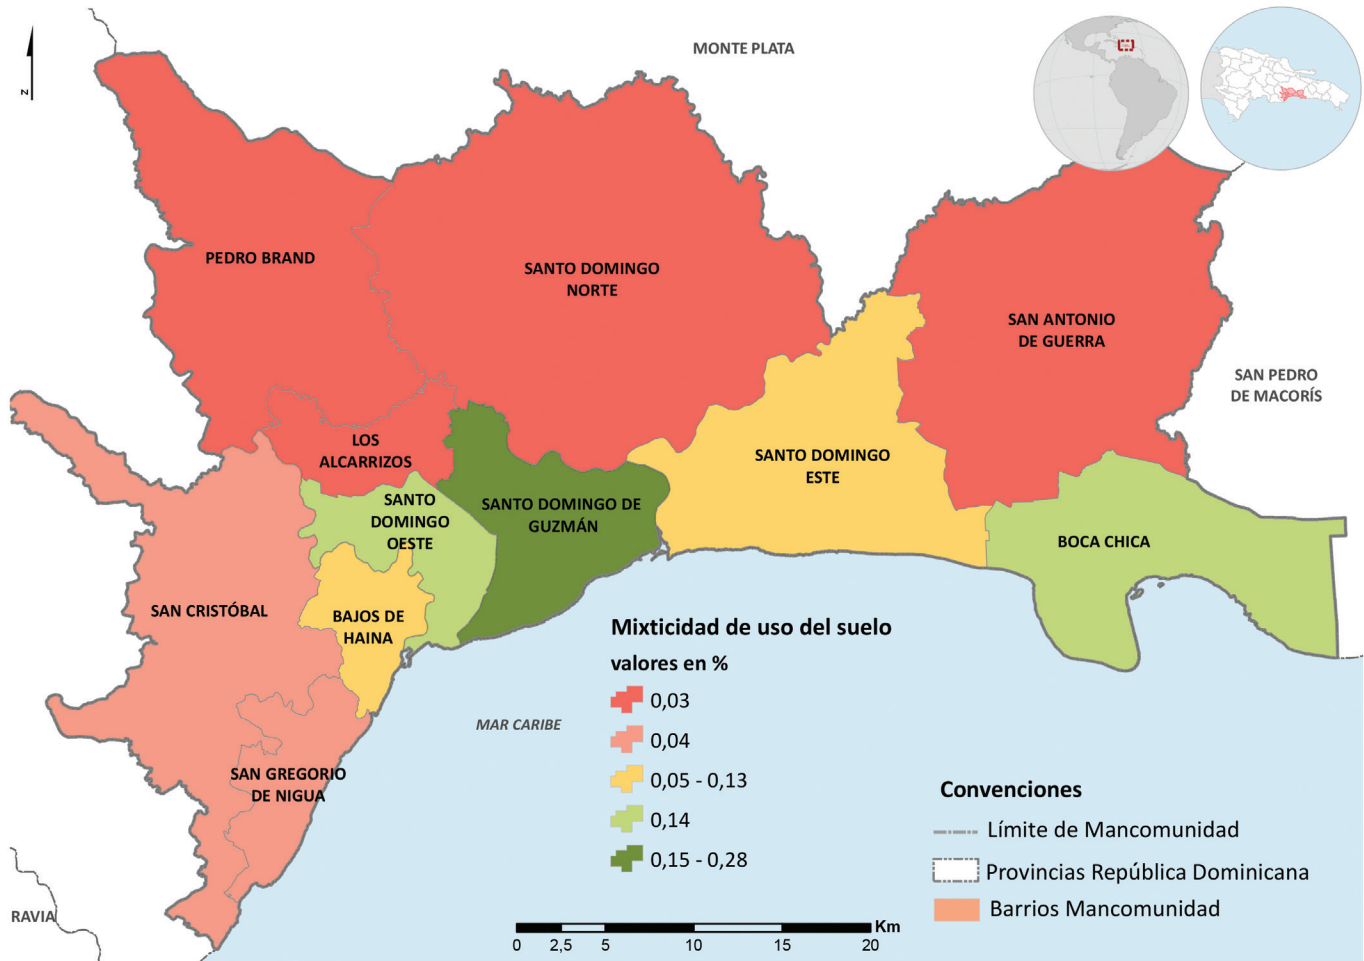 MONTE PLATA
N
PEDRO BRAND
SANTO DOMINGO
NORTE
SAN ANTONIO
DE GUERRA
SAN PEDRO
DE MACORÍS
LOS
ALCARRIZOS
SANTO DOMINGO
ESTE
SANTO
DOMINGO
OESTE
SANTO DOMINGO DE
GUZMÁN
BOCA CHICA
SAN CRISTÓBAL
BAJOS DE
HAINA
SAN GREGORIO
DE NIGUA
MAR CARIBE
RAVIA
Mixticidad de uso del suelo
valores en %
0,03
0,04
0,05 - 0,13
0,14
0,15 - 0,28
Convenciones
Límite de Mancomunidad
Provincias República Dominicana
Barrios Mancomunidad
Km
0 2,5 5 10 15 20